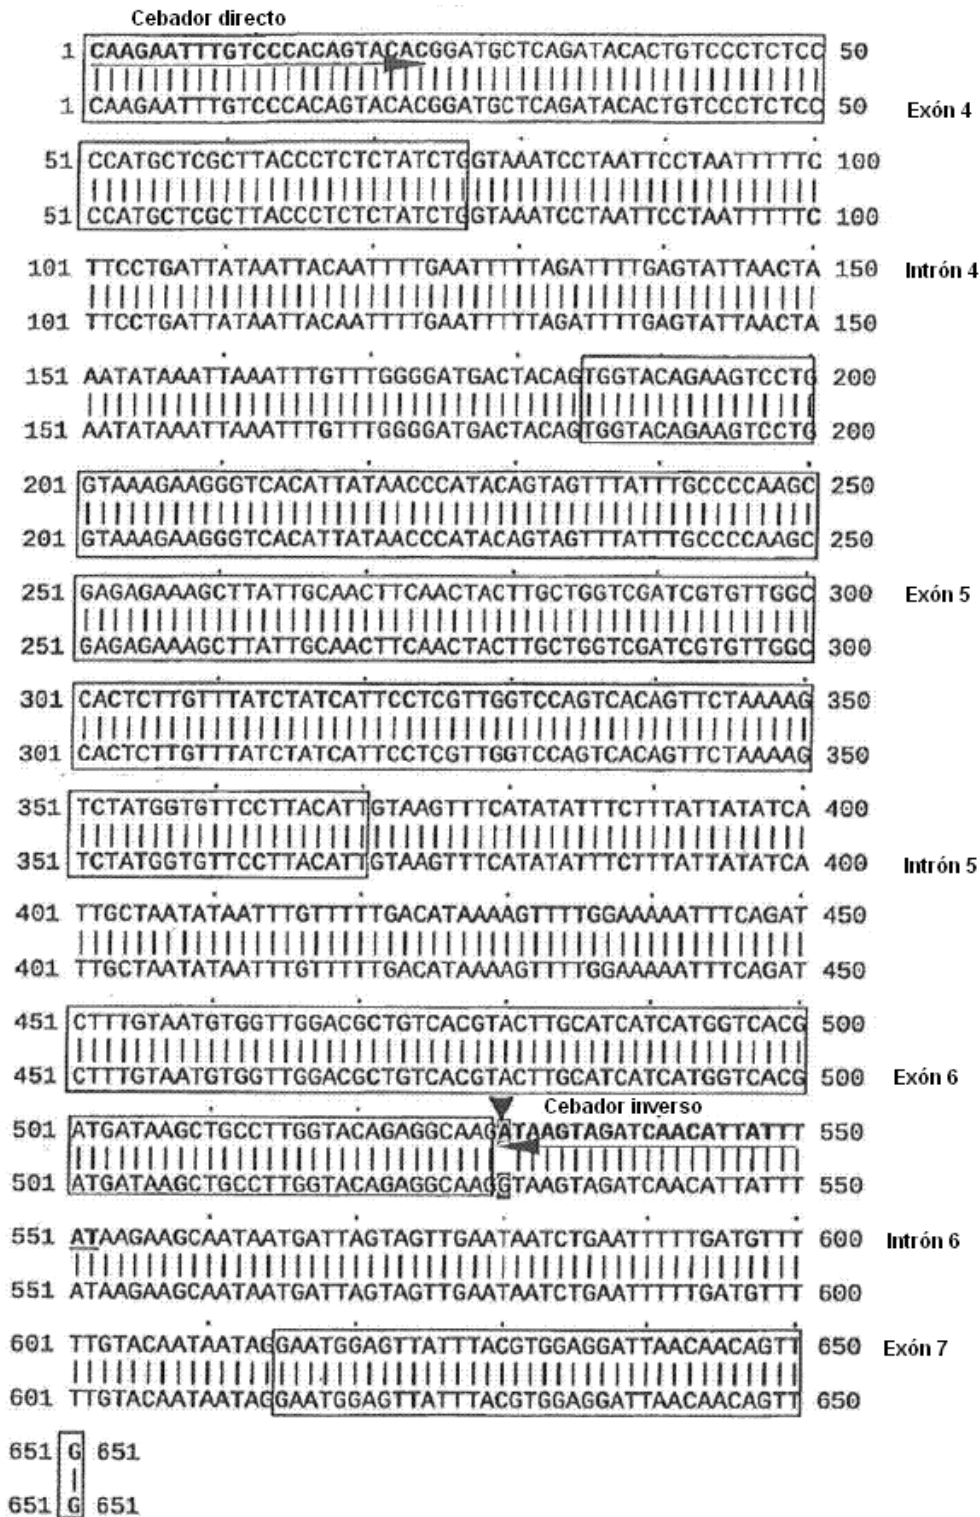 Cebador directo
1 CAAGAATTTGTCCCACAGTACACGGATGCTCAGATACACTGTCCCTCTCC 50
1 CAAGAATTTGTCCCACAGTACACGGATGCTCAGATACACTGTCCCTCTCC 50
Exón 4
51 CCATGCTCGCTTACCCTCTCTATCTGGTAAATCCTAATTCCTAATTTTTC 100
51 CCATGCTCGCTTACCCTCTCTATCTGGTAAATCCTAATTCCTAATTTTTC 100
101 TTCCTGATTATAATTACAATTTTGAATTTTTAGATTTTGAGTATTAACTA 150 Intrón 4
101 TTCCTGATTATAATTACAATTTTGAATTTTTAGATTTTGAGTATTAACTA 150
151 AATATAAATTAAATTTGTTTGGGGATGACTACAGTGGTACAGAAGTCCTG 200
151 AATATAAATTAAATTTGTTTGGGGATGACTACAGTGGTACAGAAGTCCTG 200
201 GTAAAGAAGGGTCACATTATAACCCATACAGTAGTTTATTTGCCCCAAGC 250
201 GTAAAGAAGGGTCACATTATAACCCATACAGTAGTTTATTTGCCCCAAGC 250
251 GAGAGAAAGCTTATTGCAACTTCAACTACTTGCTGGTCGATCGTGTTGGC 300 Exón 5
251 GAGAGAAAGCTTATTGCAACTTCAACTACTTGCTGGTCGATCGTGTTGGC 300
301 CACTCTTGTTTATCTATCATTCCTCGTTGGTCCAGTCACAGTTCTAAAAG 350
301 CACTCTTGTTTATCTATCATTCCTCGTTGGTCCAGTCACAGTTCTAAAAG 350
351 TCTATGGTGTTCCTTACATTGTAAGTTTCATATATTTCTTTATTATATCA 400
351 TCTATGGTGTTCCTTACATTGTAAGTTTCATATATTTCTTTATTATATCA 400 Intrón 5
401 TTGCTAATATAATTTGTTTTTGACATAAAAGTTTTGGAAAAATTTCAGAT 450
401 TTGCTAATATAATTTGTTTTTGACATAAAAGTTTTGGAAAAATTTCAGAT 450
451 CTTTGTAATGTGGTTGGACGCTGTCACGTACTTGCATCATCATGGTCACG 500
451 CTTTGTAATGTGGTTGGACGCTGTCACGTACTTGCATCATCATGGTCACG 500 Exón 6
Cebador inverso
501 ATGATAAGCTGCCTTGGTACAGAGGCAAGATAAGTAGATCAACATTATTT 550
501 ATGATAAGCTGCCTTGGTACAGAGGCAAGGTAAGTAGATCAACATTATTT 550
551 ATAAGAAGCAATAATGATTAGTAGTTGAATAATCTGAATTTTTGATGTTT 600 Intrón 6
551 ATAAGAAGCAATAATGATTAGTAGTTGAATAATCTGAATTTTTGATGTTT 600
601 TTGTACAATAATAGGAATGGAGTTATTTACGTGGAGGATTAACAACAGTT 650 Exón 7
601 TTGTACAATAATAGGAATGGAGTTATTTACGTGGAGGATTAACAACAGTT 650
651 G 651
651 G 651